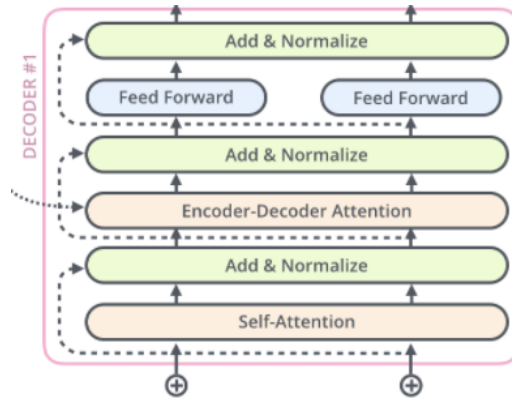 DECODER #1
Add & Normalize
Feed Forward Feed Forward
Add & Normalize
Encoder-Decoder Attention
Add & Normalize
Self-Attention